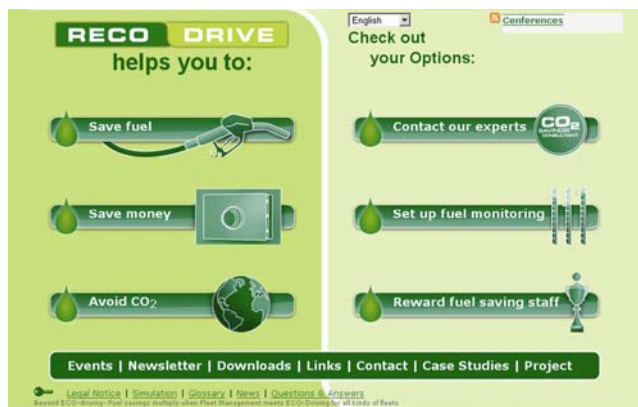 RECO DRIVE
helps you to:
Save fuel
Save money
Avoid CO2
English
Cenferences
Check out
your Options:
Contact our experts
CO2
SAVINGS
CONSULTANT
Set up fuel monitoring
Reward fuel saving staff
Events | Newsletter | Downloads | Links | Contact | Case Studies | Project
Legal Notice | Simulation | Glossary | News | Questions & Answers
Beyond ECO-driving- Fuel savings multiply when Fleet Management meets ECO-Driving for all kinds of fleets